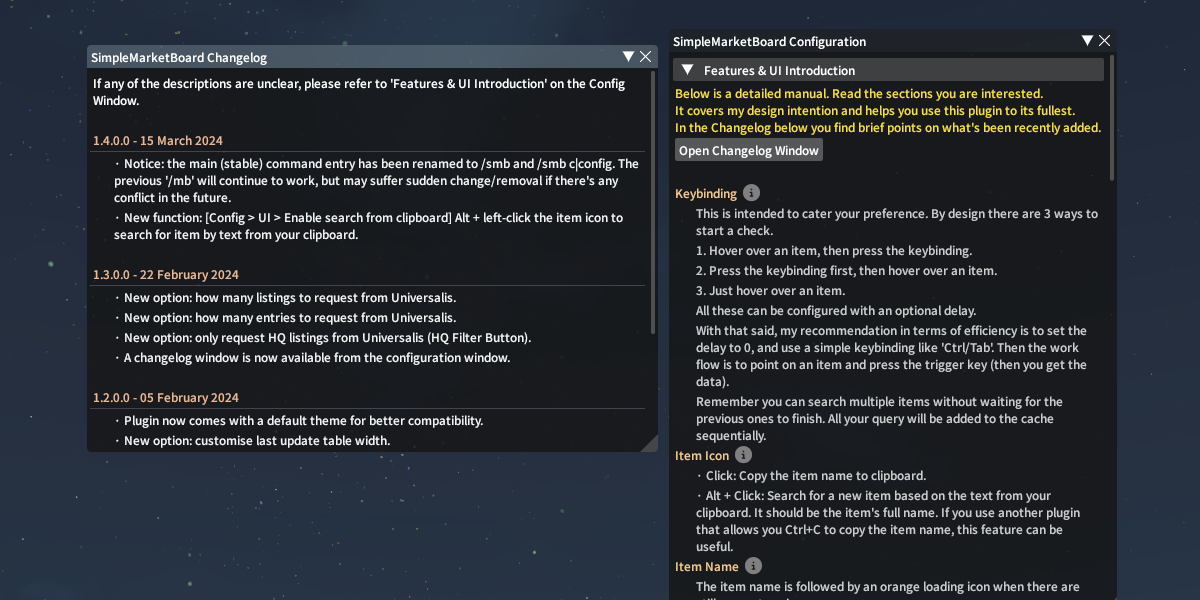 SimpleMarketBoard Changelog
If any of the descriptions are unclear, please refer to 'Features & UI Introduction' on the Config
Window.
1.4.0.0 - 15 March 2024
· Notice: the main (stable) command entry has been renamed to /smb and /smb c|config. The
previous '/mb' will continue to work, but may suffer sudden change/removal if there's any
conflict in the future.
· New function: [Config > UI > Enable search from clipboard] Alt + left-click the item icon to
search for item by text from your clipboard.
1.3.0.0 - 22 February 2024
· New option: how many listings to request from Universalis.
· New option: how many entries to request from Universalis.
· New option: only request HQ listings from Universalis (HQ Filter Button).
· A changelog window is now available from the configuration window.
1.2.0.0 - 05 February 2024
· Plugin now comes with a default theme for better compatibility.
· New option: customise last update table width.
SimpleMarketBoard Configuration
Features & UI Introduction
Below is a detailed manual. Read the sections you are interested.
It covers my design intention and helps you use this plugin to its fullest.
In the Changelog below you find brief points on what's been recently added.
Open Changelog Window
Keybinding
This is intended to cater your preference. By design there are 3 ways to
start a check.
1. Hover over an item, then press the keybinding.
2. Press the keybinding first, then hover over an item.
3. Just hover over an item.
All these can be configured with an optional delay.
With that said, my recommendation in terms of efficiency is to set the
delay to 0, and use a simple keybinding like 'Ctrl/Tab'. Then the work
flow is to point on an item and press the trigger key (then you get the
data).
Remember you can search multiple items without waiting for the
previous ones to finish. All your query will be added to the cache
sequentially.
Item Icon
· Click: Copy the item name to clipboard.
· Alt + Click: Search for a new item based on the text from your
clipboard. It should be the item's full name. If you use another plugin
that allows you Ctrl+C to copy the item name, this feature can be
useful.
Item Name
The item name is followed by an orange loading icon when there are